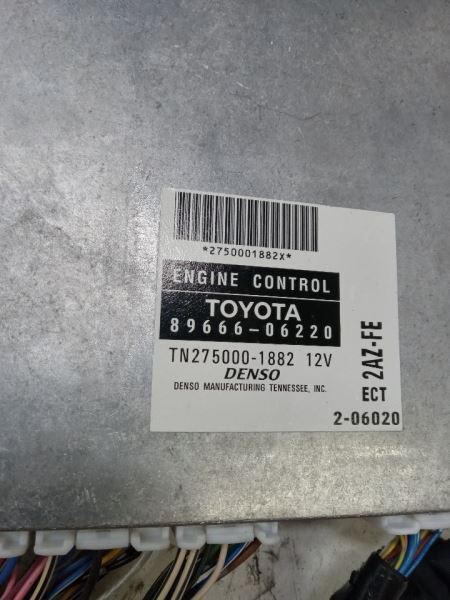 *2750001882X*
ENGINE CONTROL
TOYOTA
89666-06220
TN275000-1882 12V
DENSO
DENSO MANUFACTURING TENNESSEE, INC.
2AZ-FE
ECT
2-06020